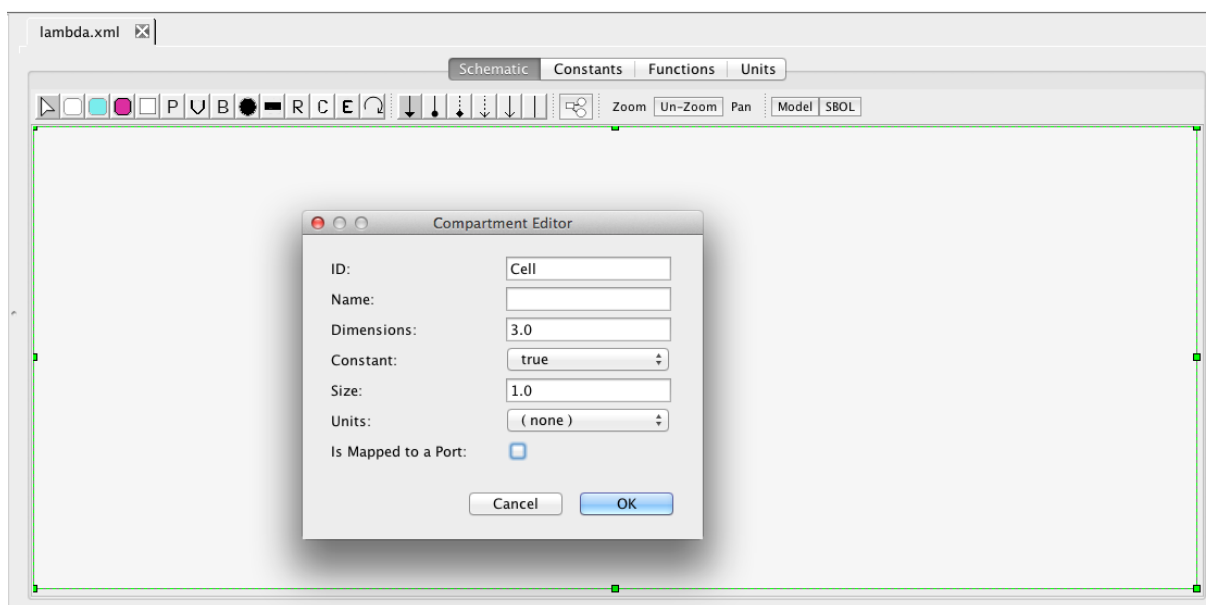 lambda.xml
Schematic Constants Functions Units
P V B R C E Zoom Un-Zoom Pan Model SBOL
Compartment Editor
ID: Cell
Name:
Dimensions: 3.0
Constant: true
Size: 1.0
Units: ( none )
Is Mapped to a Port:
Cancel OK